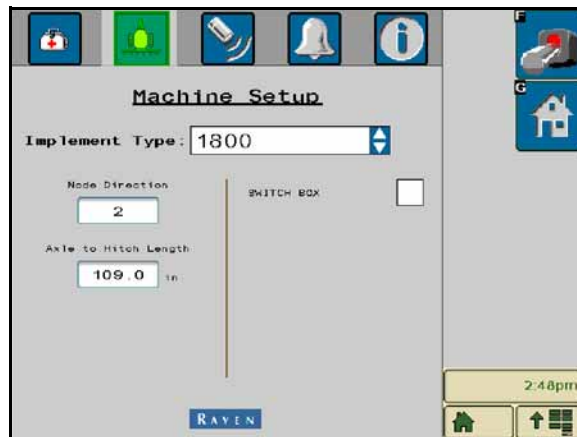 F
Machine Setup
G
Implement Type: 1800
Node Direction
SWITCH BOX
2
Axle to Hitch Length
109.0 in
2:48pm
RAVEN